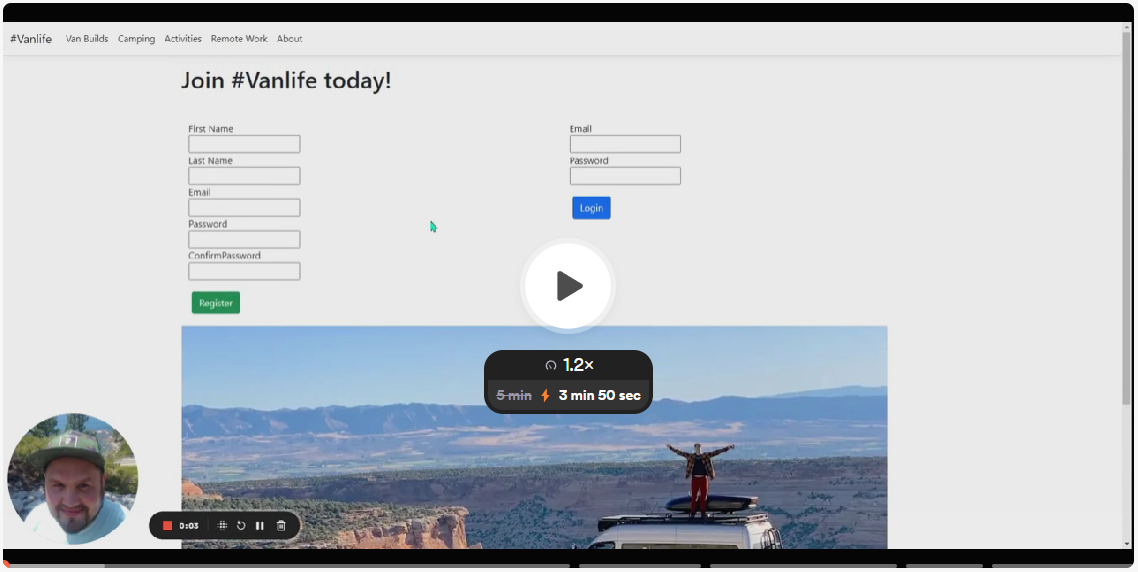 #Vanlife Van Builds Camping Activities Remote Work About
Join #Vanlife today!
First Name
Last Name
Email
Password
ConfirmPassword
Register
Email
Password
Login
1.2×
5 min 3 min 50 sec
0:03